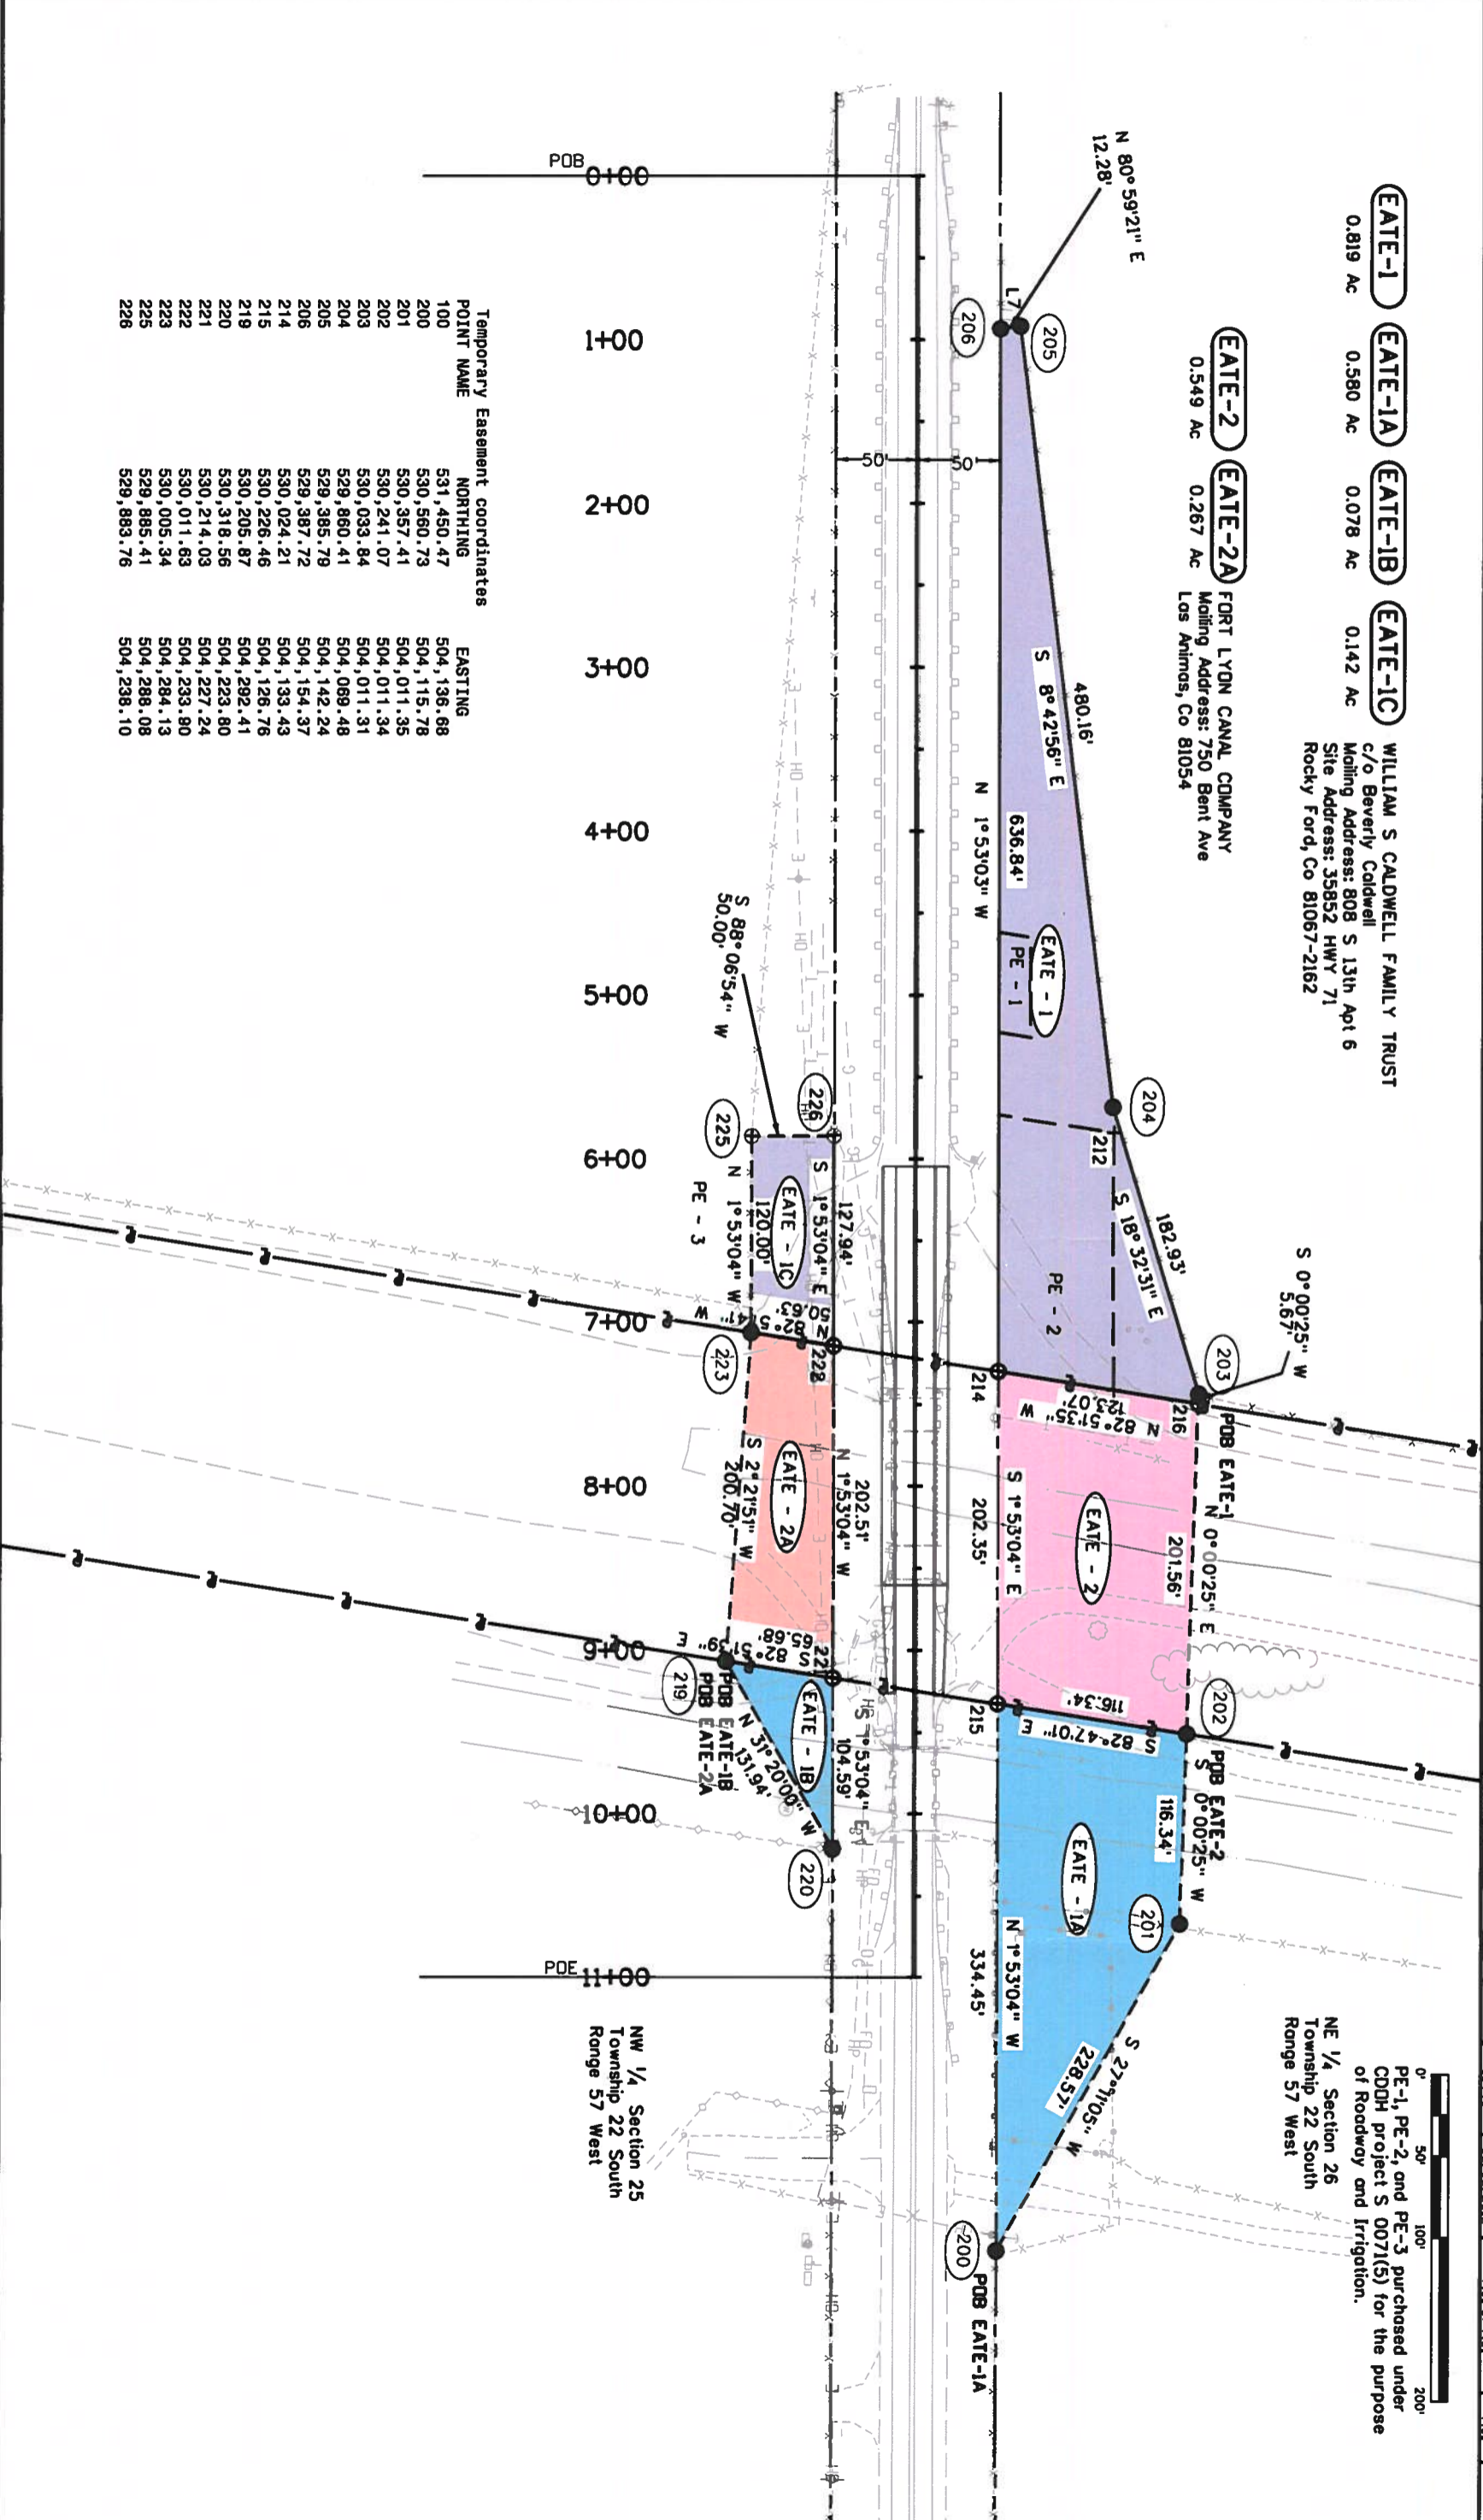 EATE-1 EATE-1A EATE-1B EATE-1C
0.819 Ac 0.580 Ac 0.078 Ac 0.142 Ac
WILLIAM S CALDWELL FAMILY TRUST
c/o Beverly Caldwell
Mailing Address: 808 S 13th Apt 6
Site Address: 35852 HWY 71
Rocky Ford, Co 81067-2162
EATE-2 EATE-2A
0.549 Ac 0.267 Ac
FORT LYON CANAL COMPANY
Mailing Address: 750 Bent Ave
Las Animas, Co 81054
0' 50' 100' 200'
PE-1, PE-2, and PE-3 purchased under
CDOH project S 0071(5) for the purpose
of Roadway and Irrigation.
NE 1/4 Section 26
Township 22 South
Range 57 West
N 80°59'21" E
12.28'
L7
205
206
480.16'
S 8°42'56" E
636.84'
N 1°53'03" W
EATE - 1
PE - 1
204
212
182.93'
S 18°32'31" E
PE - 2
S 0°00'25" W
5.67'
203
216
POB EATE-1
N 82°51'35" W
123.07'
214
N 0°00'25" E
201.56'
EATE - 2
S 1°53'04" E
202.35'
202
POB EATE-2
116.34'
S 82°47'01" E
215
S 0°00'25" W
116.34'
201
EATE - 1A
N 1°53'04" W
334.45'
S 27°11'05" W
228.57'
200
POB EATE-1A
50' 50'
S 88°06'54" W
50.00'
226
225
127.94'
S 1°53'04" E
EATE - 1C
120.00'
N 1°53'04" W
PE - 3
50.63'
223
222
202.51'
N 1°53'04" W
EATE - 2A
S 2°21'51" W
200.70'
S 82°51'39" E
65.68'
221
219
POB EATE-1B
POB EATE-2A
S 1°53'04" E
104.59'
EATE - 1B
N 31°20'00" W
131.94'
220
POB 0+00
1+00
2+00
3+00
4+00
5+00
6+00
7+00
8+00
9+00
10+00
POE 11+00
NW 1/4 Section 25
Township 22 South
Range 57 West
Temporary Easement coordinates
POINT NAME NORTHING EASTING
100 531,450.47 504,136.68
200 530,560.73 504,115.78
201 530,357.41 504,011.35
202 530,241.07 504,011.34
203 530,033.84 504,011.31
204 529,860.41 504,069.48
205 529,385.79 504,142.24
206 529,387.72 504,154.37
214 530,024.21 504,133.43
215 530,226.46 504,126.76
219 530,205.87 504,292.41
220 530,318.56 504,223.80
221 530,214.03 504,227.24
222 530,011.63 504,233.90
223 530,005.34 504,284.13
225 529,885.41 504,288.08
226 529,883.76 504,238.10